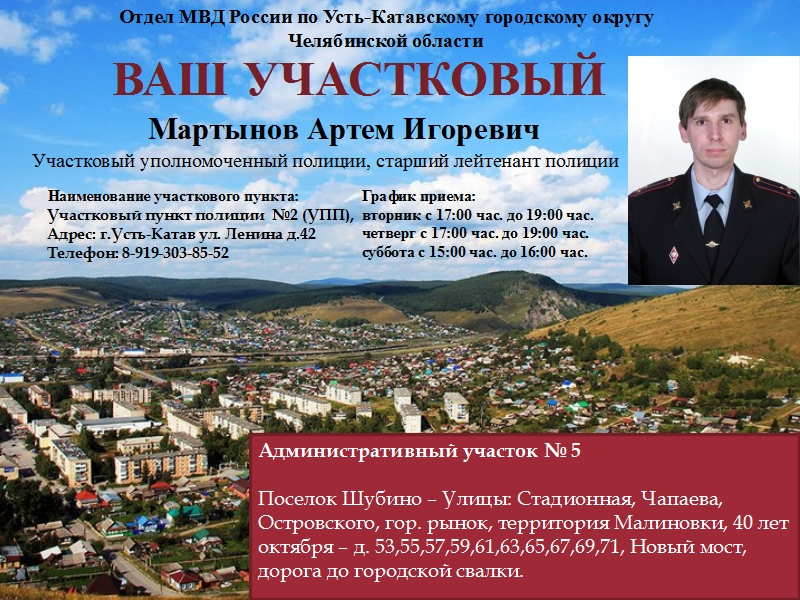 Отдел МВД России по Усть-Катавскому городскому округу
Челябинской области
ВАШ УЧАСТКОВЫЙ
Мартынов Артем Игоревич
Участковый уполномоченный полиции, старший лейтенант полиции
Наименование участкового пункта:
Участковый пункт полиции №2 (УПП),
Адрес: г.Усть-Катав ул. Ленина д.42
Телефон: 8-919-303-85-52
График приема:
вторник с 17:00 час. до 19:00 час.
четверг с 17:00 час. до 19:00 час.
суббота с 15:00 час. до 16:00 час.
Административный участок № 5
Поселок Шубино – Улицы: Стадионная, Чапаева,
Островского, гор. рынок, территория Малиновки, 40 лет
октября – д. 53,55,57,59,61,63,65,67,69,71, Новый мост,
дорога до городской свалки.